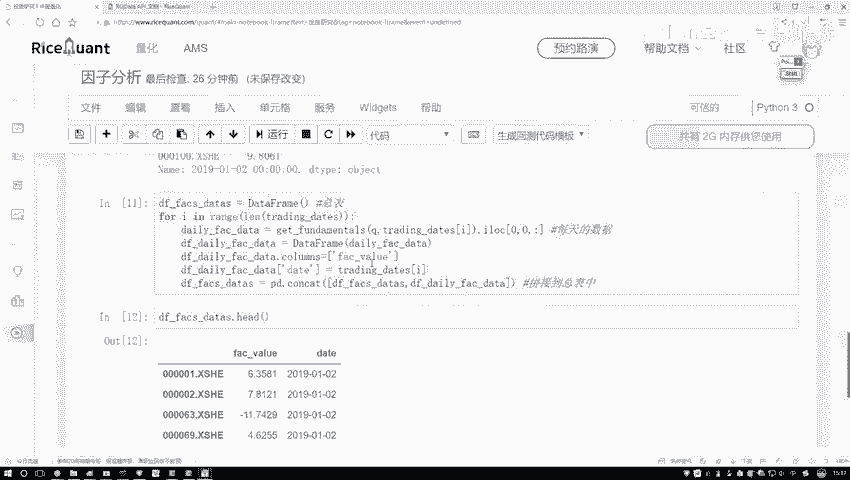 https://www.ricequant.com/quant/
RiceQuant 量化 AMS 预约路演 帮助文档 社区
因子分析 最后检查: 26 分钟前 (未保存改变)
文件 编辑 查看 插入 单元格 服务 Widgets 帮助 可信的 Python 3
运行 代码 生成回测代码模板 共有 2G 内存供您使用
000100.XSHE 9.8061
Name: 2019-01-02 00:00:00, dtype: object
In [11]: df_facs_datas = DataFrame() #总表
for i in range(len(trading_dates)):
daily_fac_data = get_fundamentals(q,trading_dates[i]).iloc[0,0,:] #每天的数据
df_daily_fac_data = DataFrame(daily_fac_data)
df_daily_fac_data.columns=['fac_value']
df_daily_fac_data['date'] = trading_dates[i]
df_facs_datas = pd.concat([df_facs_datas,df_daily_fac_data]) #拼接到总表中
In [12]: df_facs_datas.head()
Out[12]:
fac_value date
000001.XSHE 6.3581 2019-01-02
000002.XSHE 7.8121 2019-01-02
000063.XSHE -11.7429 2019-01-02
000069.XSHE 4.6255 2019-01-02